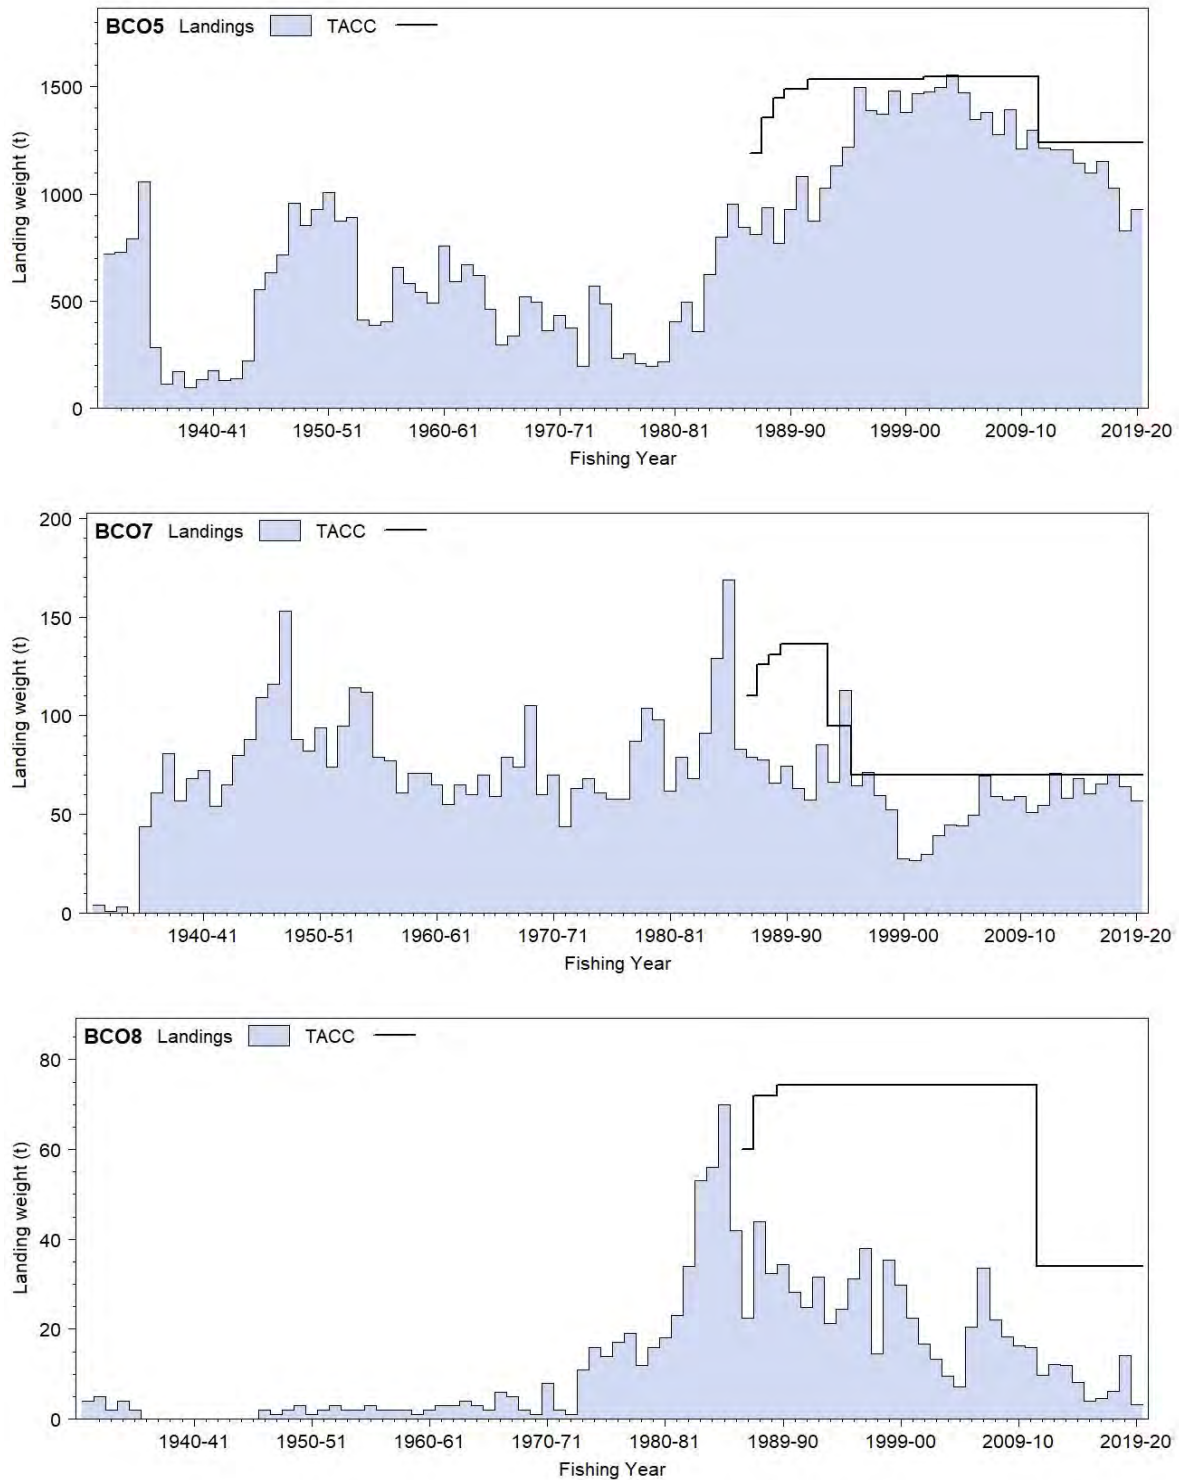 BCO5 Landings TACC
1500
1000
500
0
Landing weight (t)
1940-41 1950-51 1960-61 1970-71 1980-81 1989-90 1999-00 2009-10 2019-20
Fishing Year
BCO7 Landings TACC
200
150
100
50
0
Landing weight (t)
1940-41 1950-51 1960-61 1970-71 1980-81 1989-90 1999-00 2009-10 2019-20
Fishing Year
BCO8 Landings TACC
80
60
40
20
0
Landing weight (t)
1940-41 1950-51 1960-61 1970-71 1980-81 1989-90 1999-00 2009-10 2019-20
Fishing Year